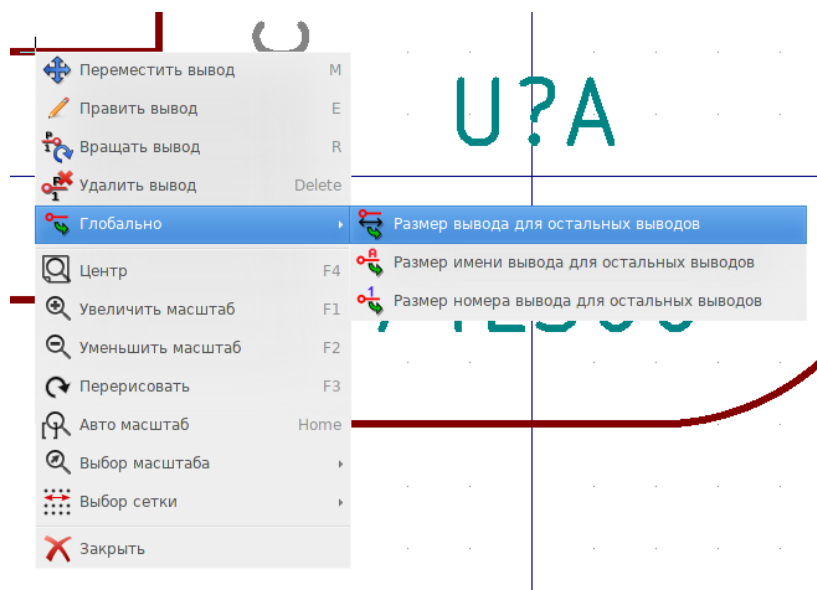 U?A
Переместить вывод M
Править вывод E
Вращать вывод R
Удалить вывод Delete
Глобально
Размер вывода для остальных выводов
Размер имени вывода для остальных выводов
Размер номера вывода для остальных выводов
Центр F4
Увеличить масштаб F1
Уменьшить масштаб F2
Перерисовать F3
Авто масштаб Home
Выбор масштаба
Выбор сетки
Закрыть